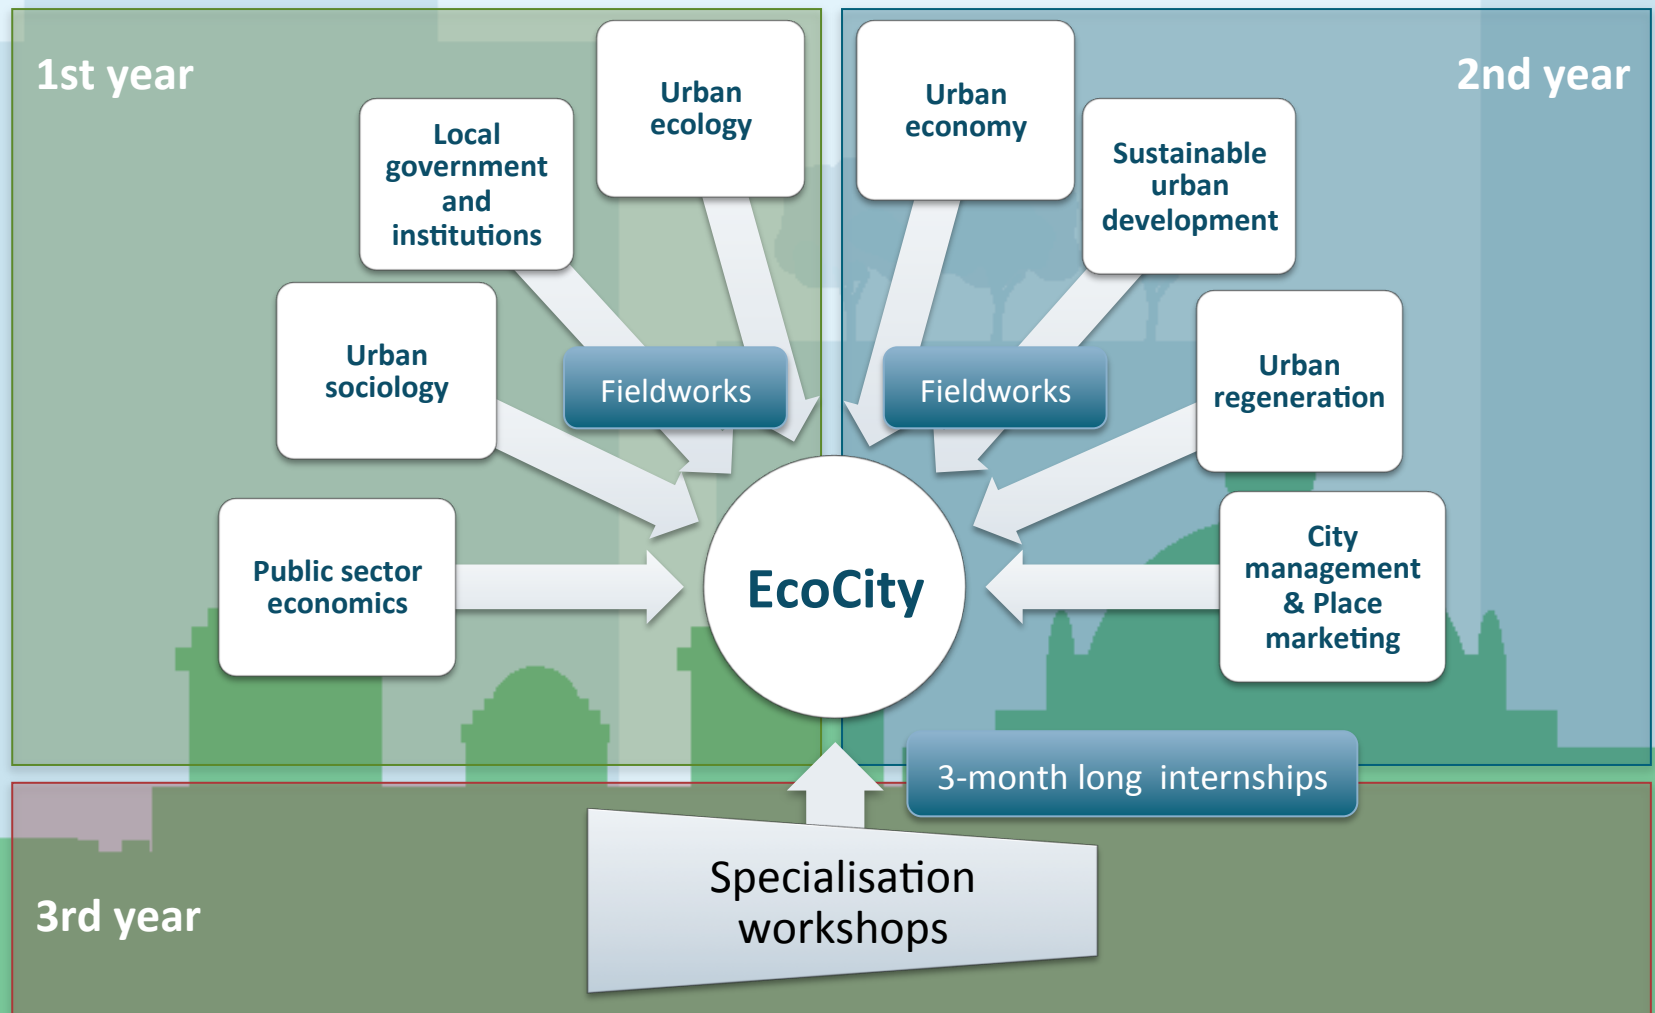 1st year
2nd year
Urban
ecology
Urban
economy
Local
government
and
institutions
Sustainable
urban
development
Urban
sociology
Fieldworks
Fieldworks
Urban
regeneration
Public sector
economics
EcoCity
City
management
& Place
marketing
3-month long  internships
Specialisation
workshops
3rd year